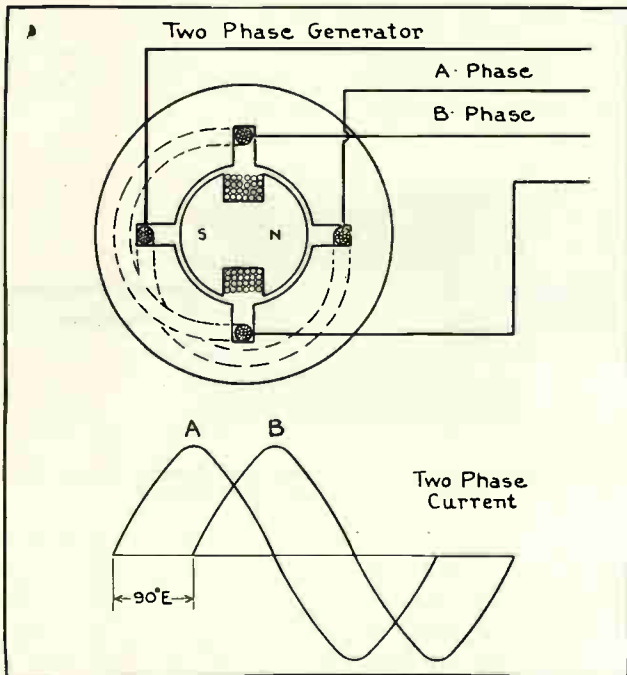 Two Phase Generator
A· Phase
B· Phase
S N
A B
Two Phase
Current
90°E